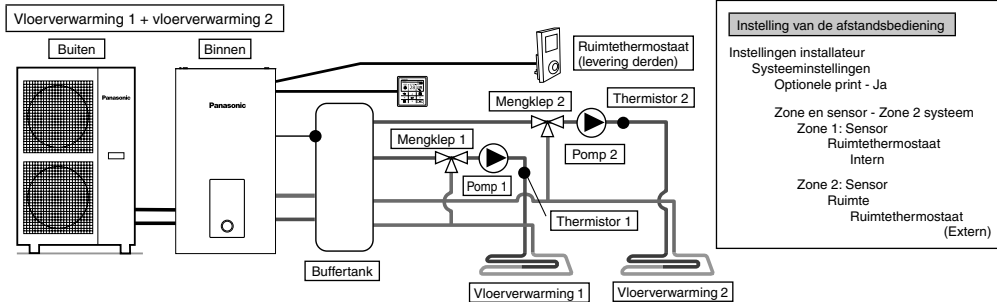 Vloerverwarming 1 + vloerverwarming 2
Buiten
Binnen
Panasonic
Panasonic
Ruimtethermostaat
(levering derden)
Mengklep 2
Thermistor 2
Mengklep 1
Pomp 2
Pomp 1
Thermistor 1
Buffertank
Vloerverwarming 1
Vloerverwarming 2
Instelling van de afstandsbediening
Instellingen installateur
Systeeminstellingen
Optionele print - Ja
Zone en sensor - Zone 2 systeem
Zone 1: Sensor
Ruimtethermostaat
Intern
Zone 2: Sensor
Ruimte
Ruimtethermostaat
(Extern)